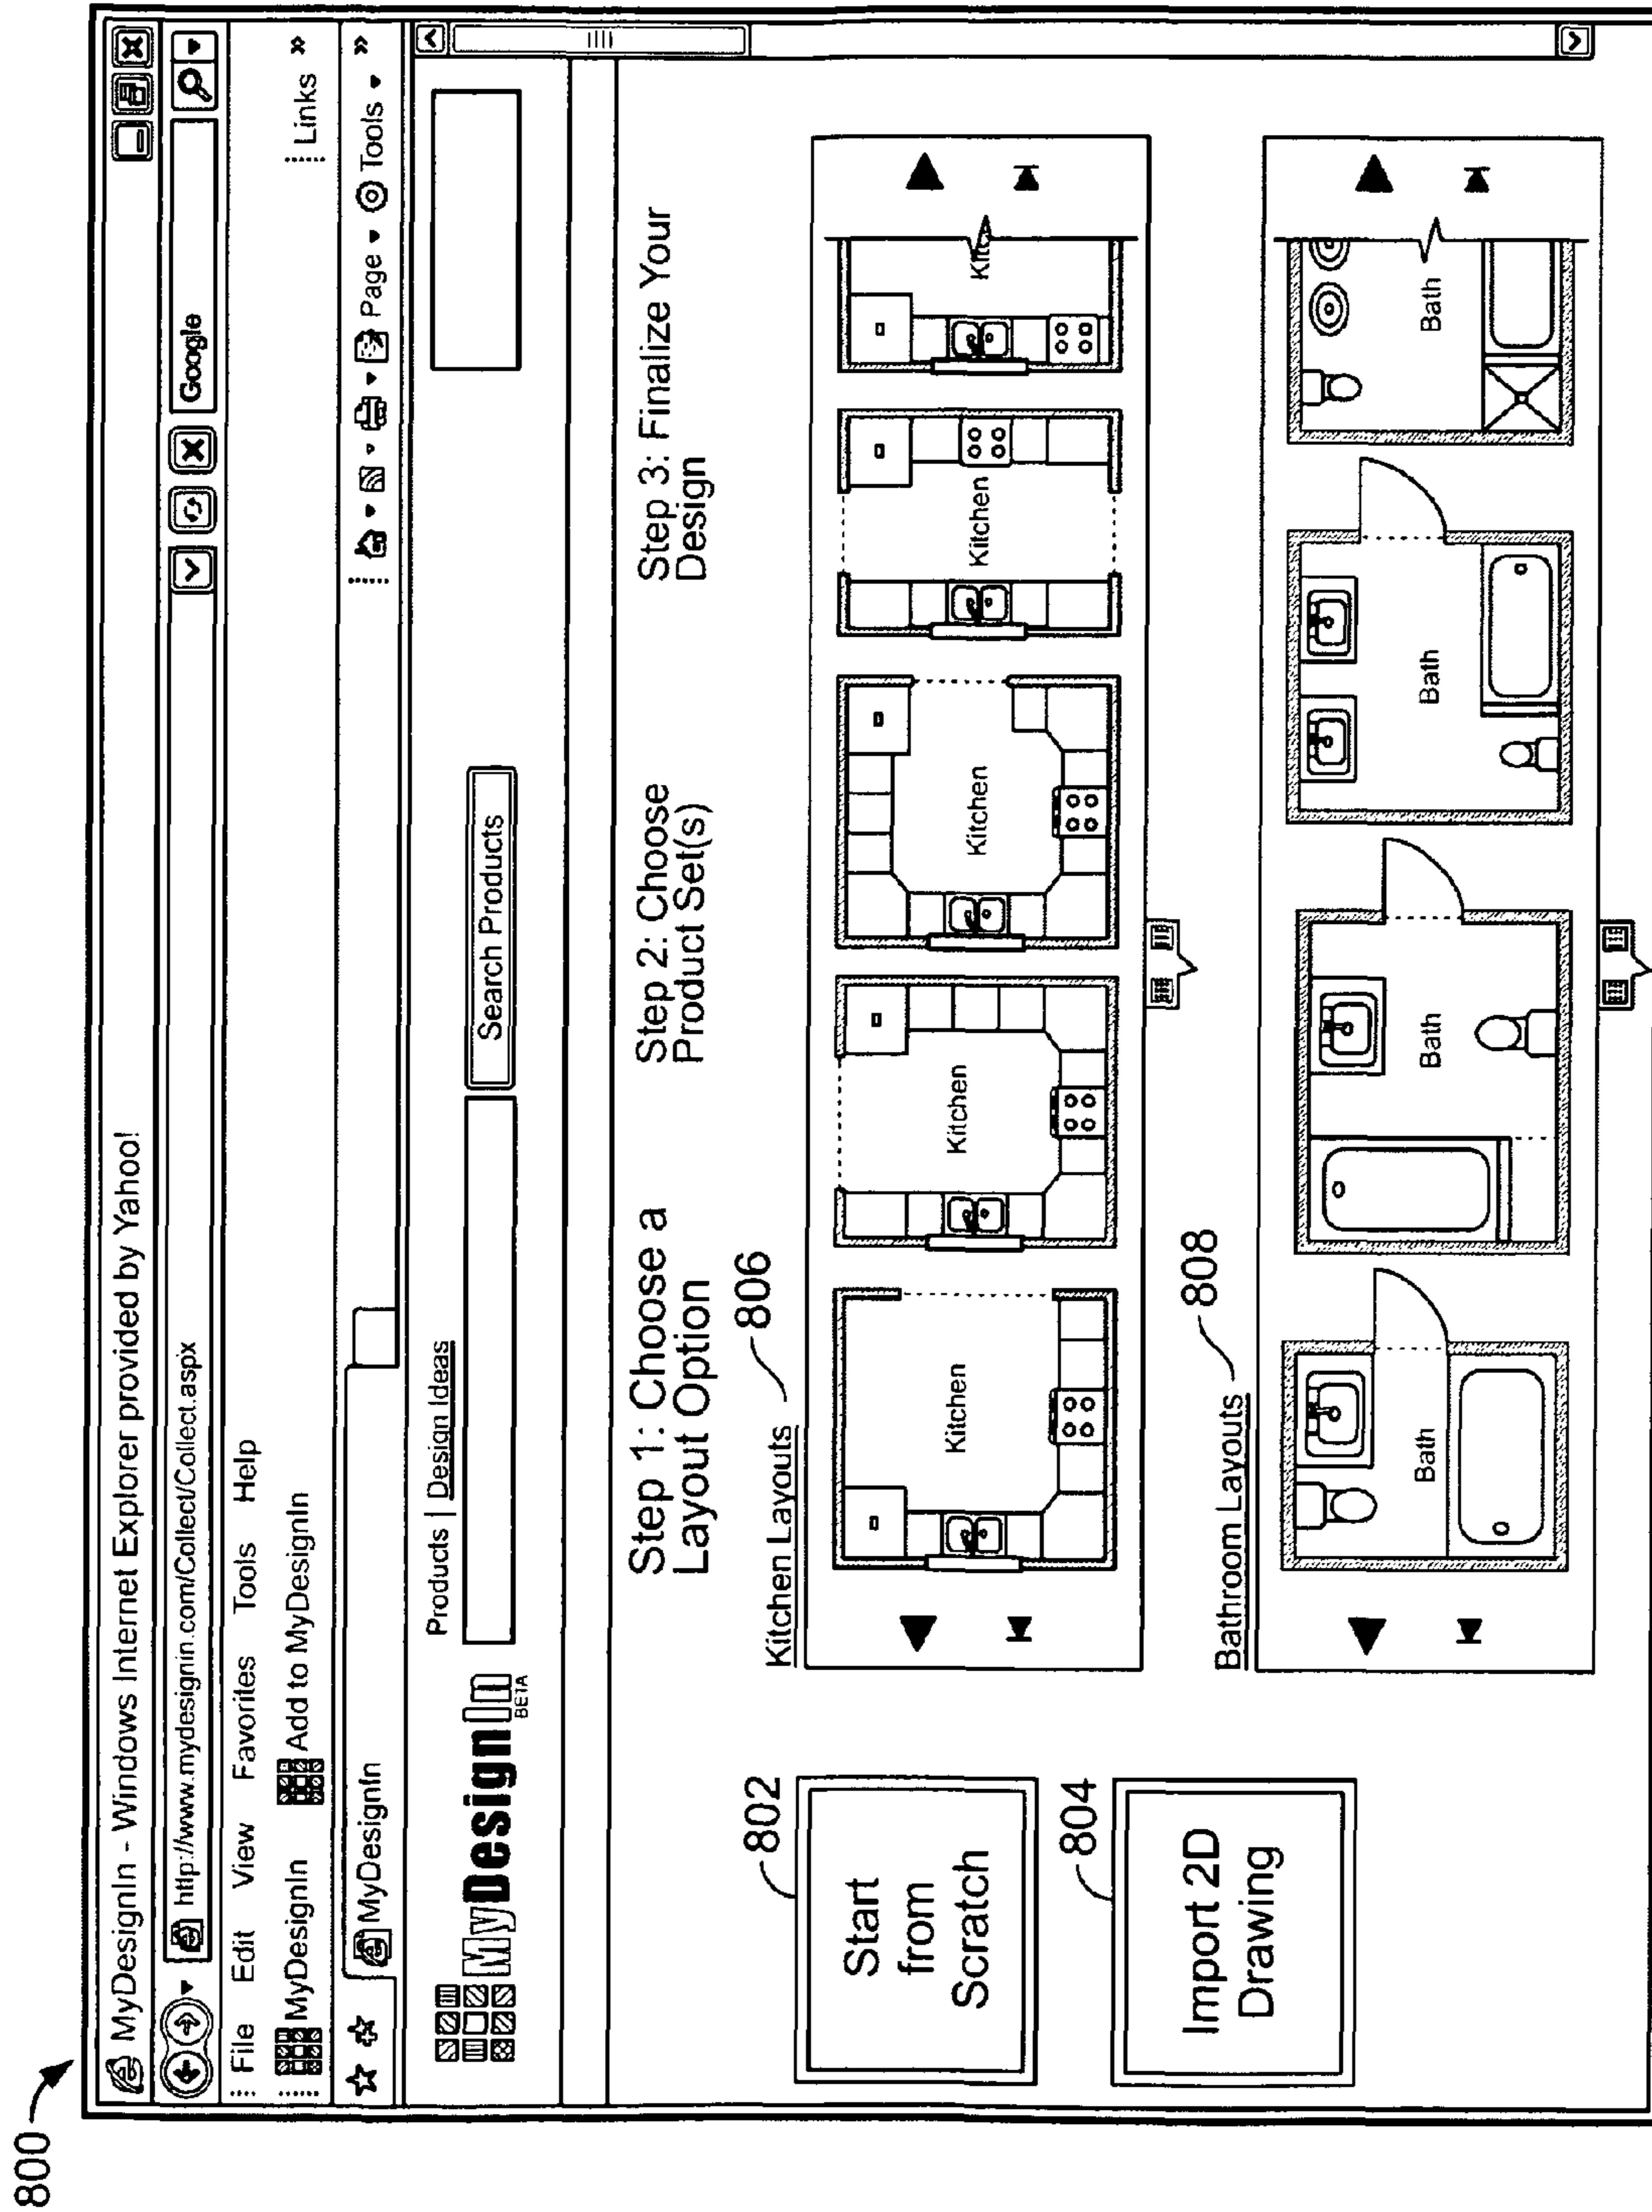 800
MyDesignIn - Windows Internet Explorer provided by Yahoo!
http://www.mydesignin.com/Collect/Collect.aspx
Google
File Edit View Favorites Tools Help
MyDesignIn Add to MyDesignIn Links »
MyDesignIn Page Tools »
Products | Design Ideas
MyDesignIn
BETA
Search Products
Step 1: Choose a
Layout Option
Step 2: Choose
Product Set(s)
Step 3: Finalize Your
Design
802
Start
from
Scratch
804
Import 2D
Drawing
Kitchen Layouts 806
Kitchen Kitchen Kitchen Kitchen Kitc
Bathroom Layouts 808
Bath Bath Bath Bath